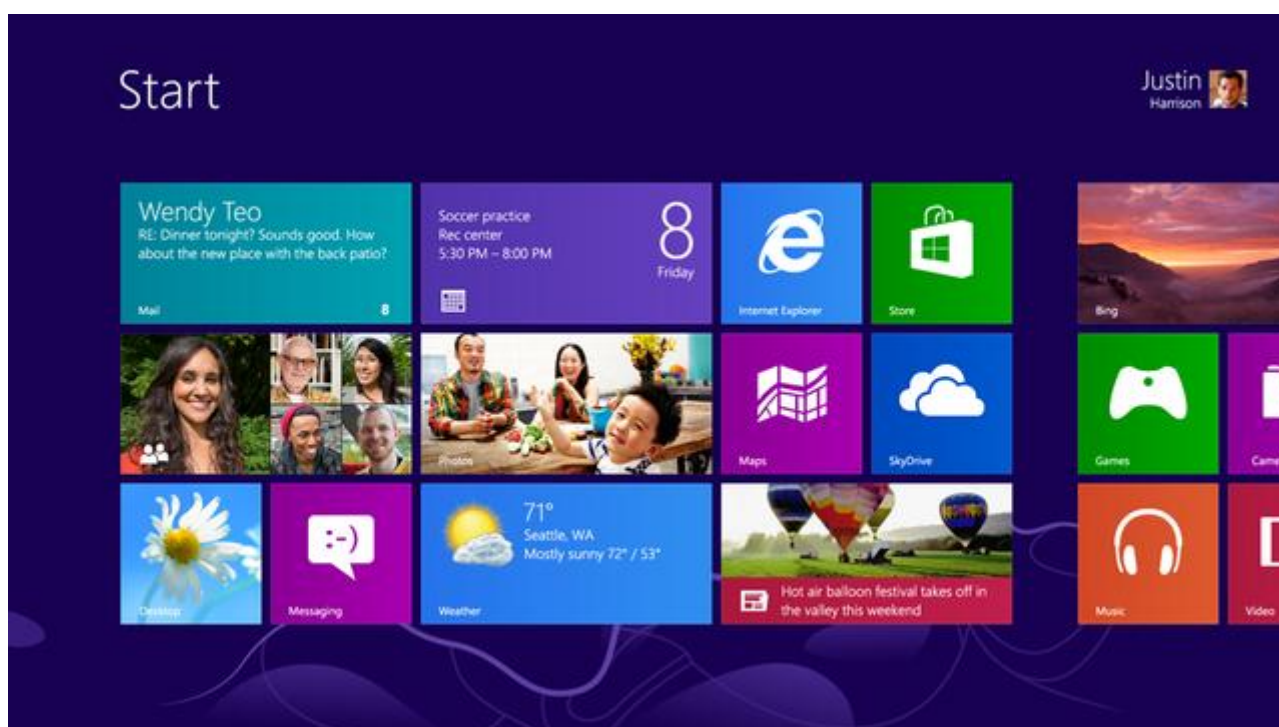 Start
Justin
Harrison
Wendy Teo
RE: Dinner tonight? Sounds good. How
about the new place with the back patio?
Mail
8
Soccer practice
Rec center
5:30 PM – 8:00 PM
8
Friday
Internet Explorer
Store
Bing
Photos
Maps
SkyDrive
Games
Came
Desktop
Messaging
:-)
71°
Seattle, WA
Mostly sunny 72° / 53°
Weather
Hot air balloon festival takes off in
the valley this weekend
Music
Video